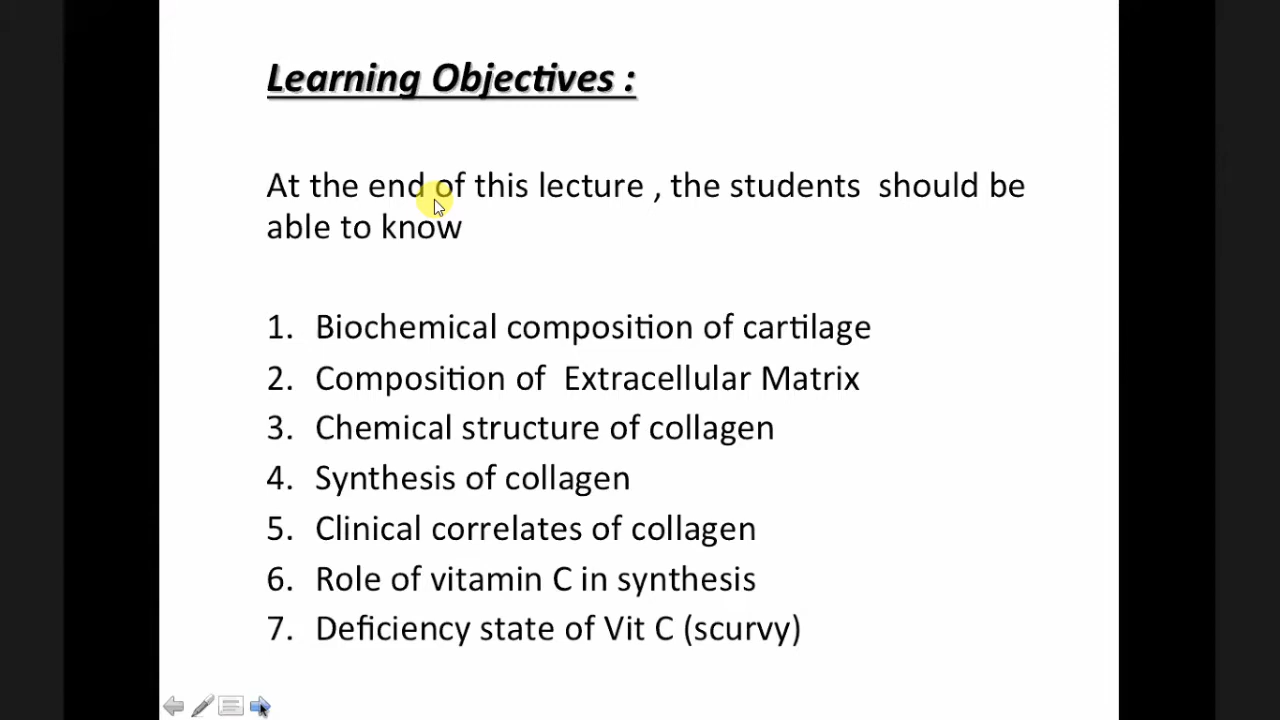 Learning Objectives :
At the end of this lecture , the students  should be
able to know
1. Biochemical composition of cartilage
2. Composition of  Extracellular Matrix
3. Chemical structure of collagen
4. Synthesis of collagen
5. Clinical correlates of collagen
6. Role of vitamin C in synthesis
7. Deficiency state of Vit C (scurvy)